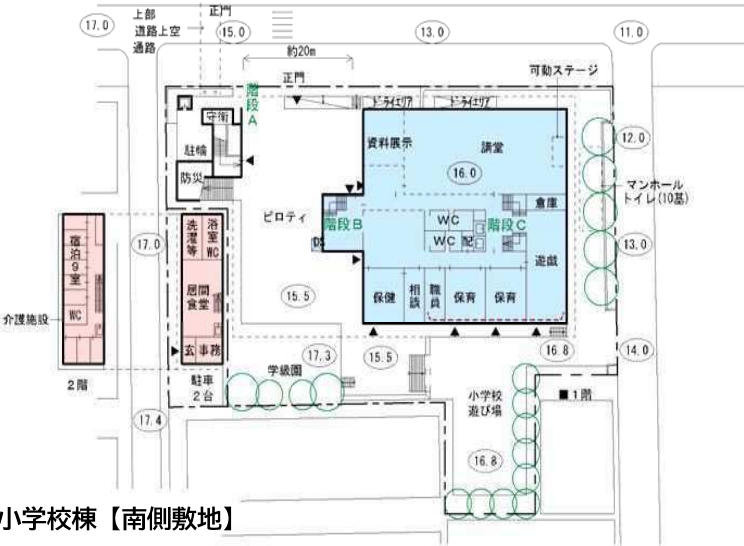 上部
道路上空
通路
正門
17.0
15.0
13.0
11.0
約20m
正門
可動ステージ
階段A
ドライエリア
ドライエリア
守衛
駐輪
防災
資料展示
講堂
16.0
12.0
マンホール
トイレ(10基)
倉庫
ピロティ
階段B
WC
階段C
WC
配
DS
遊戯
13.0
17.0
宿泊9室
WC
洗濯等
浴室
WC
居間
食堂
介護施設
15.5
保健
相談
職員
保育
保育
玄
事務
2階
駐車
2台
学級園
17.3
15.5
16.8
14.0
小学校
遊び場
■1階
17.4
16.8
小学校棟【南側敷地】